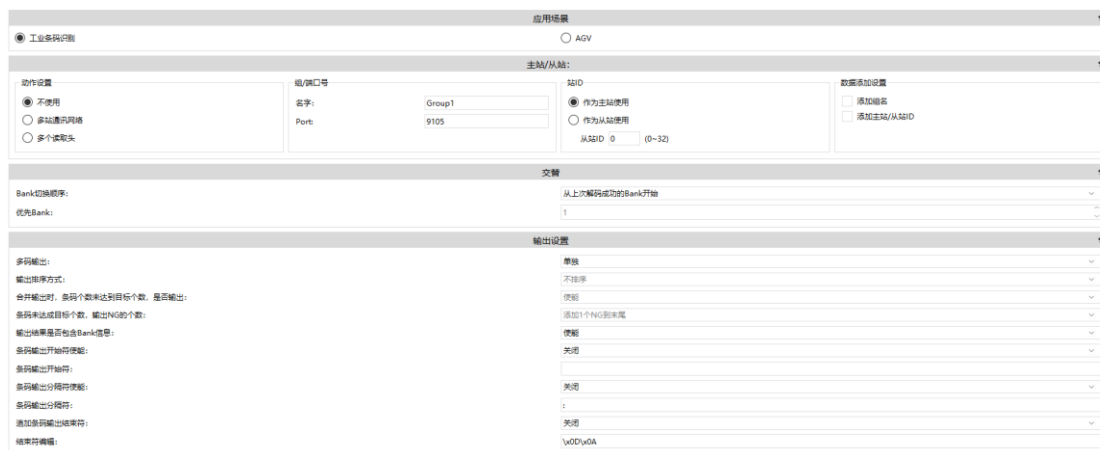 应用场景
工业条码识别 AGV
主站/从站:
动作设置 组/端口号 站ID 数据添加设置
不使用 名字: Group1 作为主站使用 添加组名
多站通讯网络 Port: 9105 作为从站使用 添加主站/从站ID
多个读取头 从站ID 0 (0~32)
交替
Bank切换顺序: 从上次解码成功的Bank开始
优先Bank: 1
输出设置
多码输出: 单独
输出排序方式: 不排序
合并输出时，条码个数未达到目标个数，是否输出: 使能
条码未达成目标个数，输出NG的个数: 添加1个NG到末尾
输出结果是否包含Bank信息: 使能
条码输出开始符使能: 关闭
条码输出开始符:
条码输出分隔符使能: 关闭
条码输出分隔符: :
追加条码输出结束符: 关闭
结束符编辑: \x0D\x0A